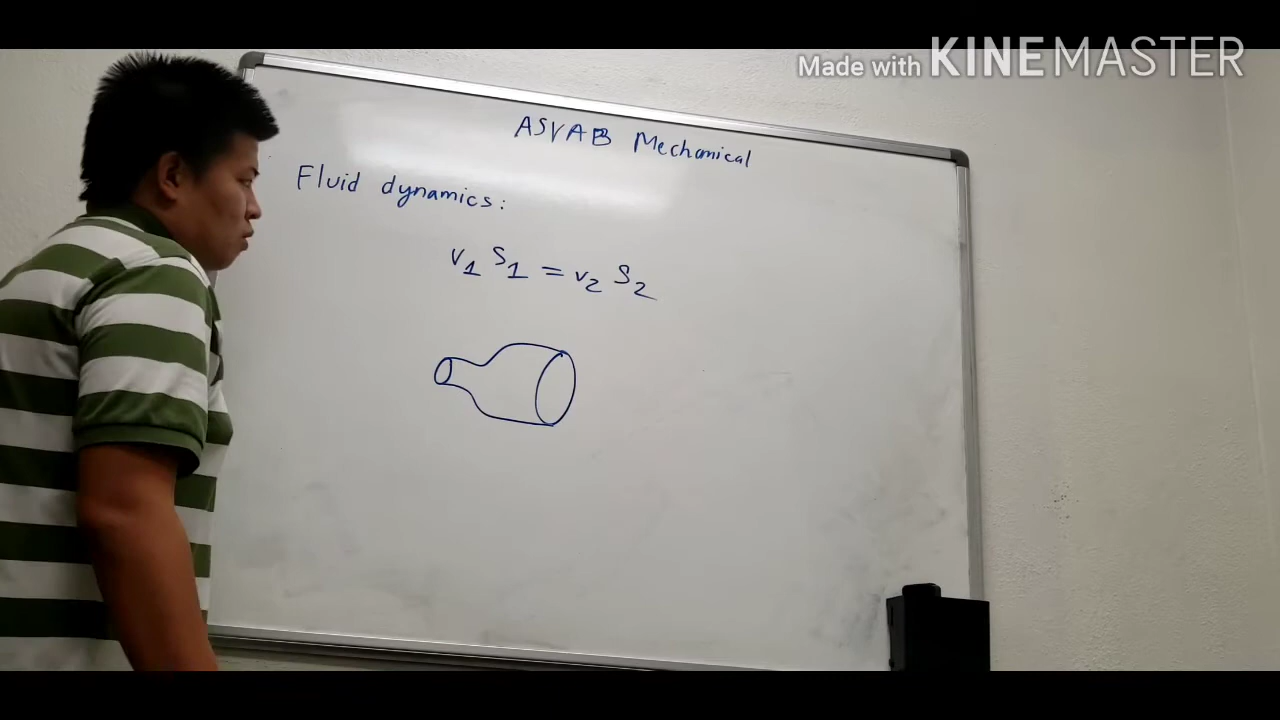 Made with KINEMASTER
ASVAB Mechanical
Fluid dynamics:
v₁ S₁ = v₂ S₂